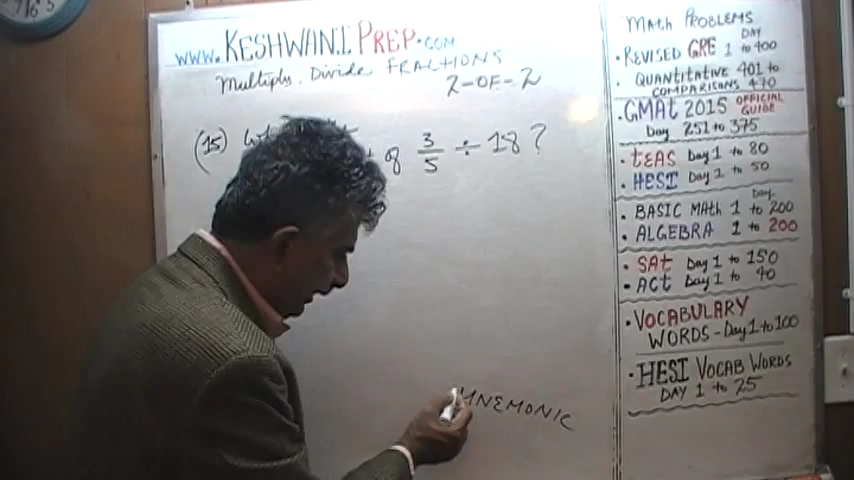 www.KESHWANI PREP.COM
Multiply. Divide FRACTIONS
2-OF-2
(15) of 3/5 ÷ 18?
MNEMONIC
MATH PROBLEMS
DAY
• REVISED GRE 1 to 400
• QUANTITATIVE 401 to
COMPARISONS 470
• GMAt 2015 OFFICIAL GUIDE
Day 251 to 375
• tEAS Day 1 to 80
• HESI Day 1 to 50
Day
• BASIC MAth 1 to 200
• ALGEBRA 1 to 200
• SAt Day 1 to 150
• ACT Day 1 to 40
• VOCABULARY
WORDS - Day 1 to 100
• HESI VOCAB WORDS
DAY 1 to 25